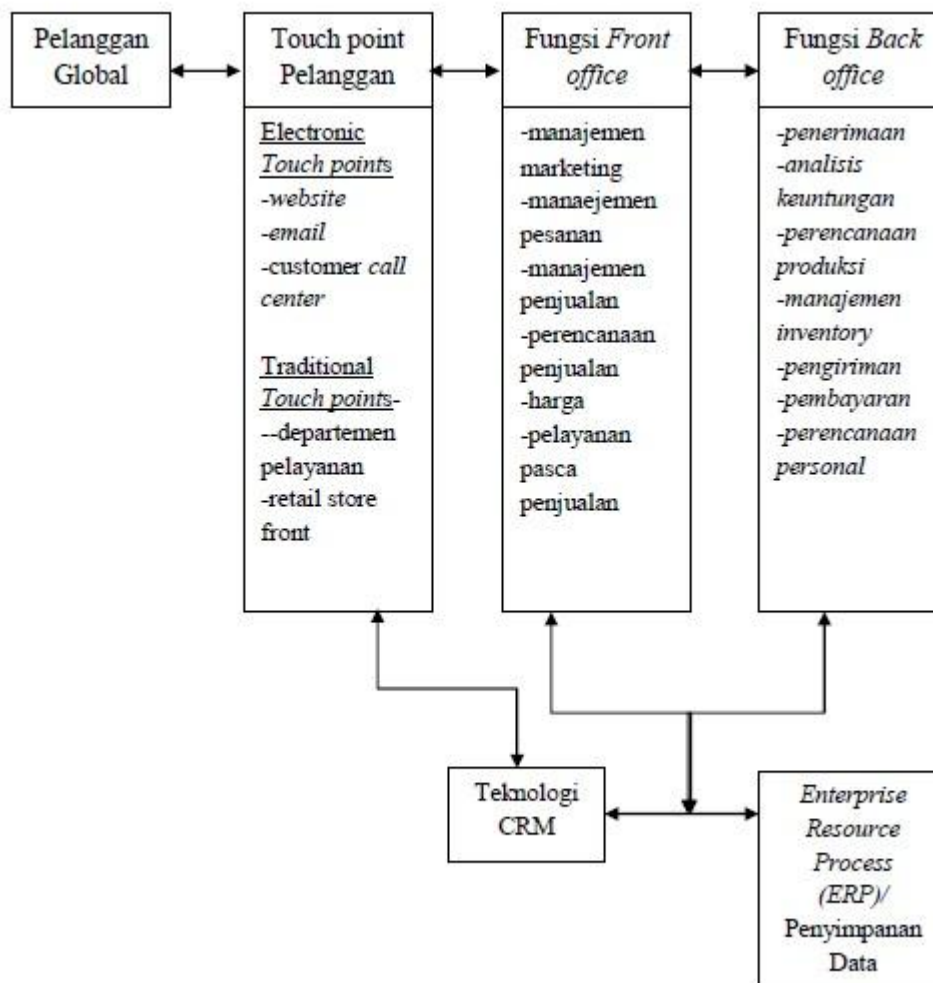 Pelanggan
Global
Touch point
Pelanggan
Electronic
Touch points
-website
-email
-customer call
center
Traditional
Touch points-
--departemen
pelayanan
-retail store
front
Fungsi Front
office
-manajemen
marketing
-manaejemen
pesanan
-manajemen
penjualan
-perencanaan
penjualan
-harga
-pelayanan
pasca
penjualan
Fungsi Back
office
-penerimaan
-analisis
keuntungan
-perencanaan
produksi
-manajemen
inventory
-pengiriman
-pembayaran
-perencanaan
personal
Teknologi
CRM
Enterprise
Resource
Process
(ERP)/
Penyimpanan
Data